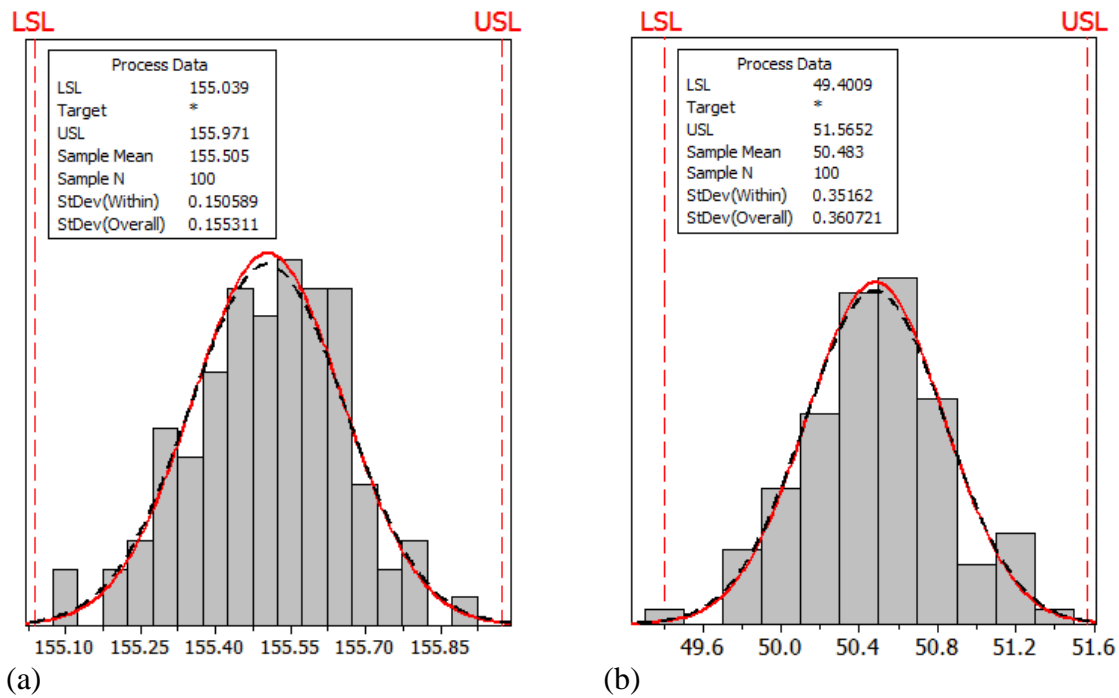 LSL USL
Process Data
LSL 155.039
Target *
USL 155.971
Sample Mean 155.505
Sample N 100
StDev(Within) 0.150589
StDev(Overall) 0.155311
155.10 155.25 155.40 155.55 155.70 155.85
(a)
LSL USL
Process Data
LSL 49.4009
Target *
USL 51.5652
Sample Mean 50.483
Sample N 100
StDev(Within) 0.35162
StDev(Overall) 0.360721
49.6 50.0 50.4 50.8 51.2 51.6
(b)